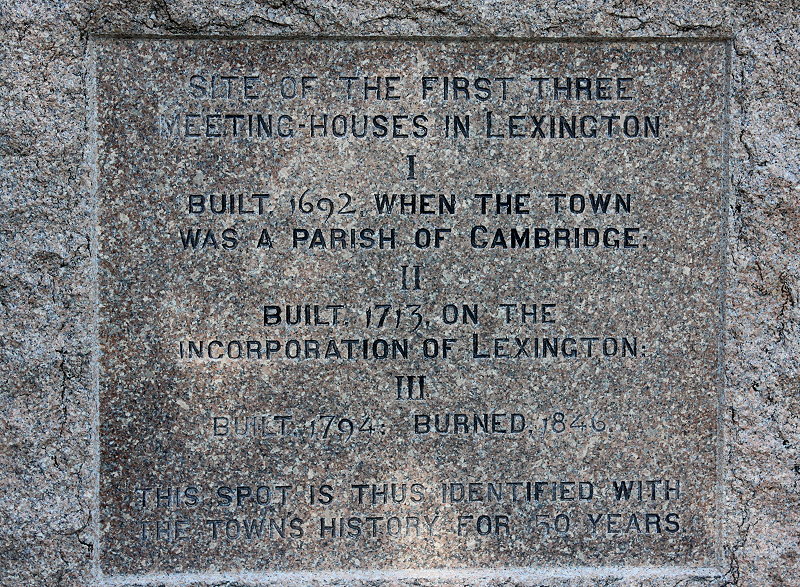 SITE OF THE FIRST THREE
MEETING-HOUSES IN LEXINGTON.
I
BUILT. 1692, WHEN THE TOWN
WAS A PARISH OF CAMBRIDGE:
II
BUILT. 1713, ON THE
INCORPORATION OF LEXINGTON:
III
BUILT. 1794: BURNED. 1846.
THIS SPOT IS THUS IDENTIFIED WITH
THE TOWN'S HISTORY FOR 150 YEARS.